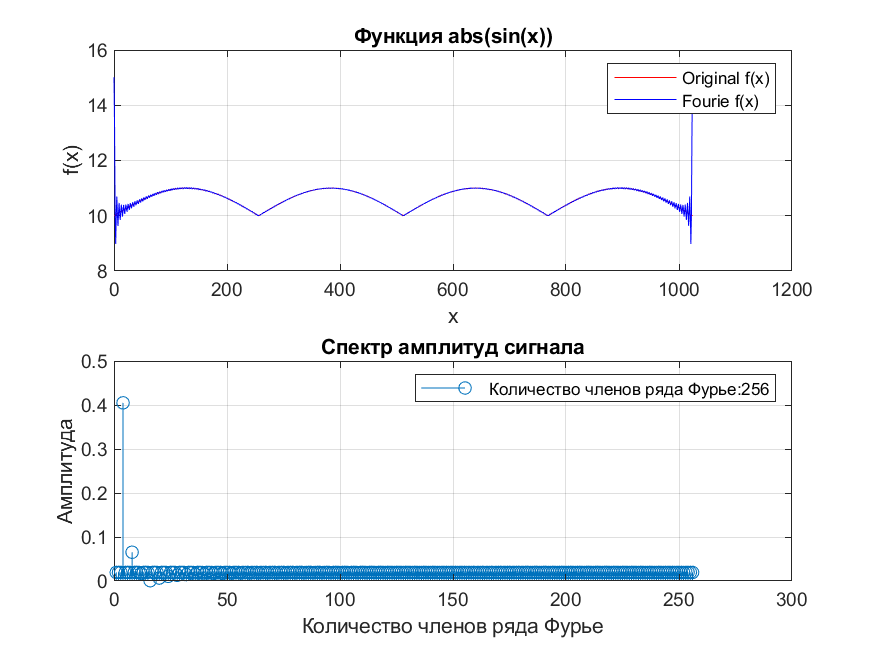 Функция abs(sin(x))
16
14
12
10
8
f(x)
Original f(x)
Fourie f(x)
0 200 400 600 800 1000 1200
x
Спектр амплитуд сигнала
0.5
0.4
0.3
0.2
0.1
0
Амплитуда
Количество членов ряда Фурье:256
0 50 100 150 200 250 300
Количество членов ряда Фурье